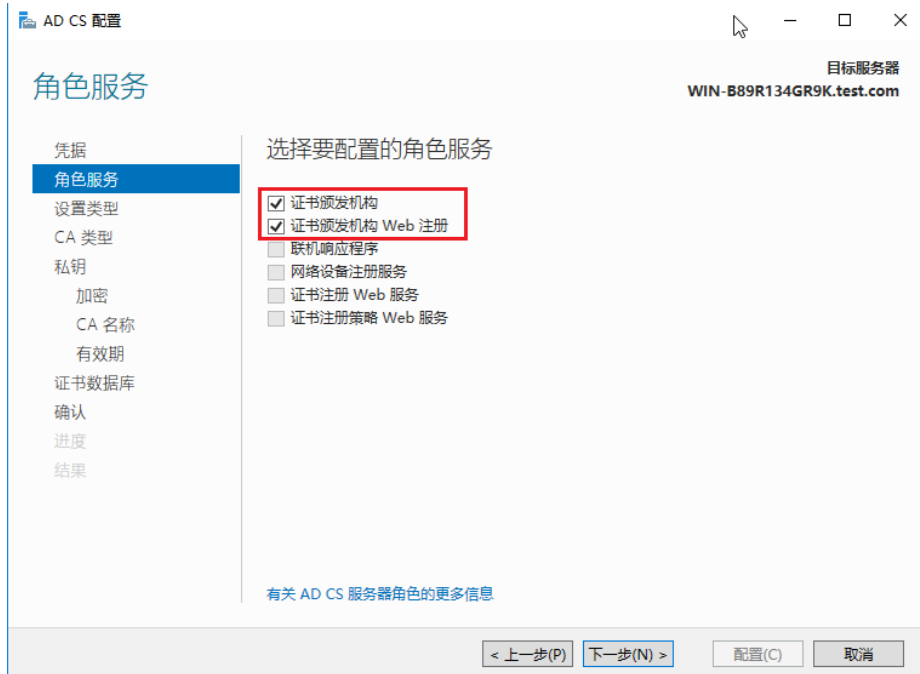 AD CS 配置
角色服务
目标服务器
WIN-B89R134GR9K.test.com
凭据
角色服务
设置类型
CA 类型
私钥
加密
CA 名称
有效期
证书数据库
确认
进度
结果
选择要配置的角色服务
证书颁发机构
证书颁发机构 Web 注册
联机响应程序
网络设备注册服务
证书注册 Web 服务
证书注册策略 Web 服务
有关 AD CS 服务器角色的更多信息
< 上一步(P) 下一步(N) > 配置(C) 取消